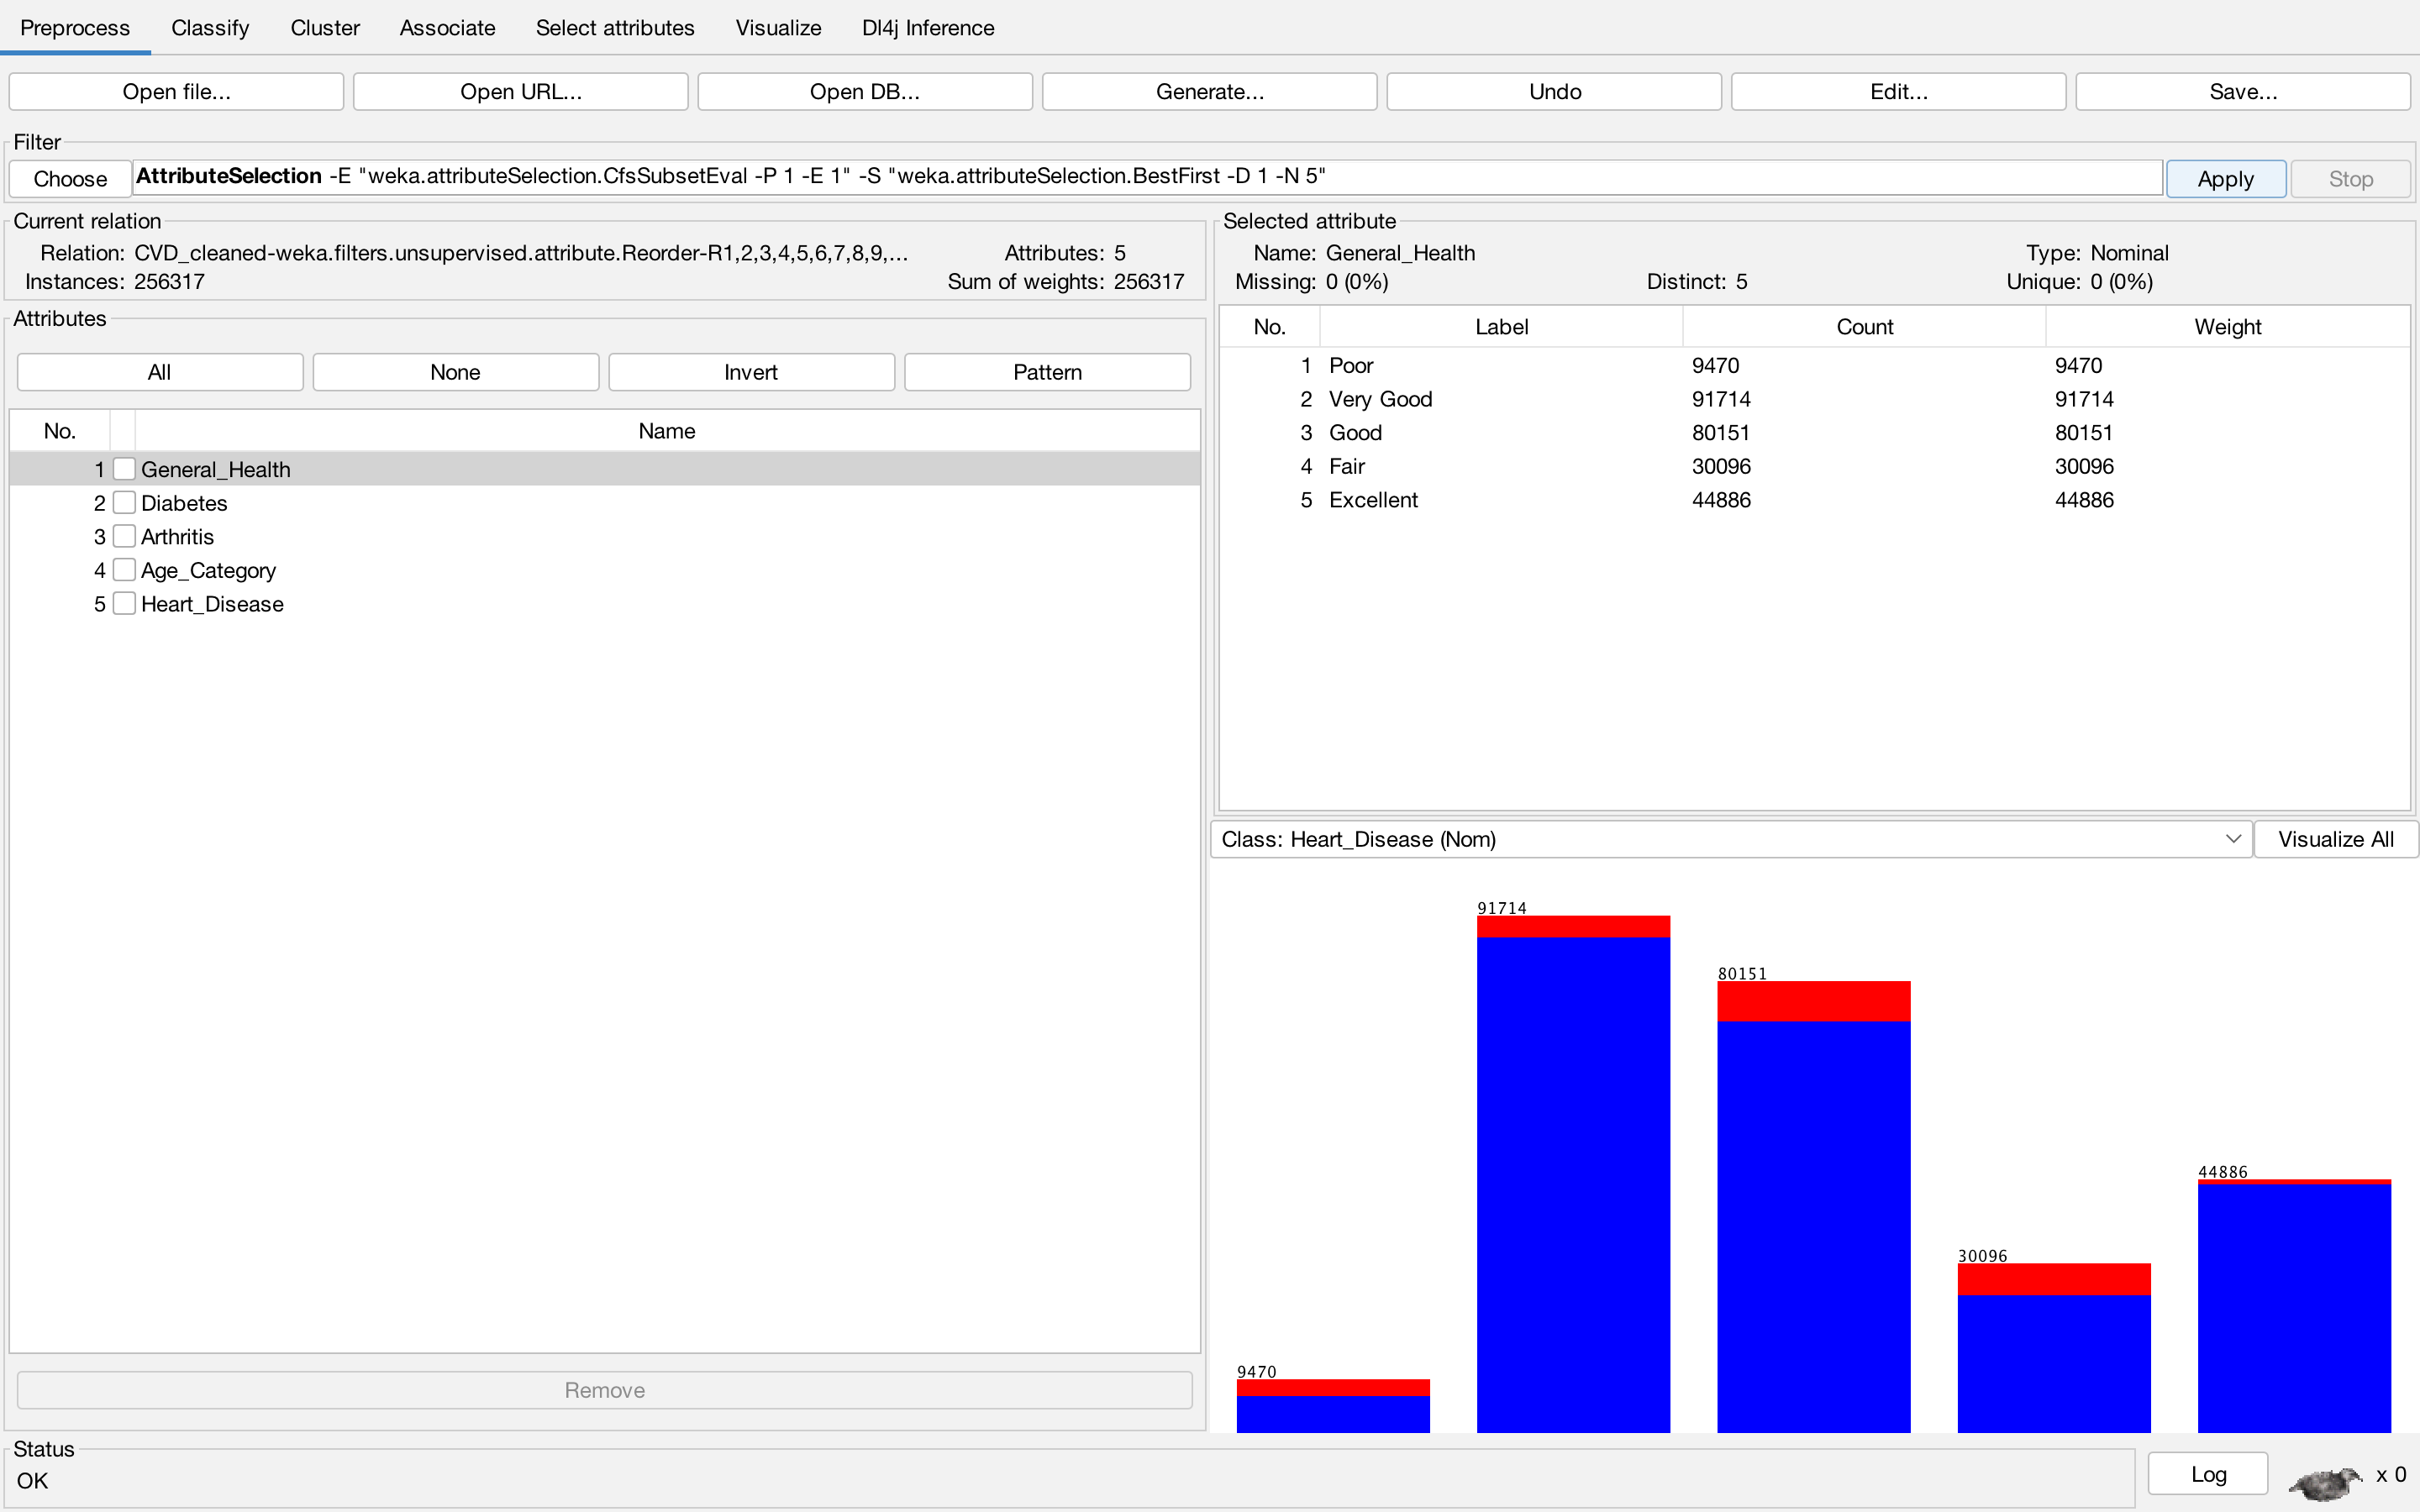 Preprocess Classify Cluster Associate Select attributes Visualize Dl4j Inference
Open file... Open URL... Open DB... Generate... Undo Edit... Save...
Filter
Choose AttributeSelection -E "weka.attributeSelection.CfsSubsetEval -P 1 -E 1" -S "weka.attributeSelection.BestFirst -D 1 -N 5" Apply Stop
Current relation
Relation: CVD_cleaned-weka.filters.unsupervised.attribute.Reorder-R1,2,3,4,5,6,7,8,9,... Attributes: 5
Instances: 256317 Sum of weights: 256317
Attributes
All None Invert Pattern
No. Name
1 General_Health
2 Diabetes
3 Arthritis
4 Age_Category
5 Heart_Disease
Remove
Selected attribute
Name: General_Health Type: Nominal
Missing: 0 (0%) Distinct: 5 Unique: 0 (0%)
No. Label Count Weight
1 Poor 9470 9470
2 Very Good 91714 91714
3 Good 80151 80151
4 Fair 30096 30096
5 Excellent 44886 44886
Class: Heart_Disease (Nom) Visualize All
91714
80151
44886
30096
9470
Status
OK
Log x 0